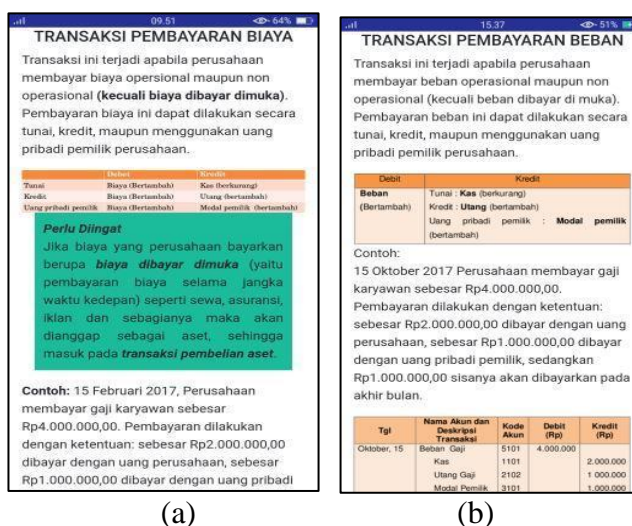 09.51
64%
TRANSAKSI PEMBAYARAN BIAYA
Transaksi ini terjadi apabila perusahaan
membayar biaya opersional maupun non
operasional (kecuali biaya dibayar dimuka).
Pembayaran biaya ini dapat dilakukan secara
tunai, kredit, maupun menggunakan uang
pribadi pemilik perusahaan.
Debet Kredit
Tunai Biaya (Bertambah) Kas (berkurang)
Kredit Biaya (Bertambah) Utang (bertambah)
Uang pribadi pemilik Biaya (Bertambah) Modal pemilik (bertambah)
Perlu Diingat
Jika biaya yang perusahaan bayarkan
berupa biaya dibayar dimuka (yaitu
pembayaran biaya selama jangka
waktu kedepan) seperti sewa, asuransi,
iklan dan sebagianya maka akan
dianggap sebagai aset, sehingga
masuk pada transaksi pembelian aset.
Contoh: 15 Februari 2017, Perusahaan
membayar gaji karyawan sebesar
Rp4.000.000,00. Pembayaran dilakukan
dengan ketentuan: sebesar Rp2.000.000,00
dibayar dengan uang perusahaan, sebesar
Rp1.000.000,00 dibayar dengan uang pribadi
(a)
15.37
51%
TRANSAKSI PEMBAYARAN BEBAN
Transaksi ini terjadi apabila perusahaan
membayar beban operasional maupun non
operasional (kecuali beban dibayar di muka).
Pembayaran beban ini dapat dilakukan secara
tunai, kredit, maupun menggunakan uang
pribadi pemilik perusahaan.
Debit Kredit
Beban Tunai : Kas (berkurang)
(Bertambah) Kredit : Utang (bertambah)
Uang pribadi pemilik : Modal pemilik
(bertambah)
Contoh:
15 Oktober 2017 Perusahaan membayar gaji
karyawan sebesar Rp4.000.000,00.
Pembayaran dilakukan dengan ketentuan:
sebesar Rp2.000.000,00 dibayar dengan uang
perusahaan, sebesar Rp1.000.000,00 dibayar
dengan uang pribadi pemilik, sedangkan
Rp1.000.000,00 sisanya akan dibayarkan pada
akhir bulan.
Tgl Nama Akun dan Deskripsi Transaksi Kode Akun Debit (Rp) Kredit (Rp)
Oktober, 15 Beban Gaji 5101 4.000.000
Kas 1101 2.000.000
Utang Gaji 2102 1 000.000
Modal Pemilik 3101 1.000.000
(b)